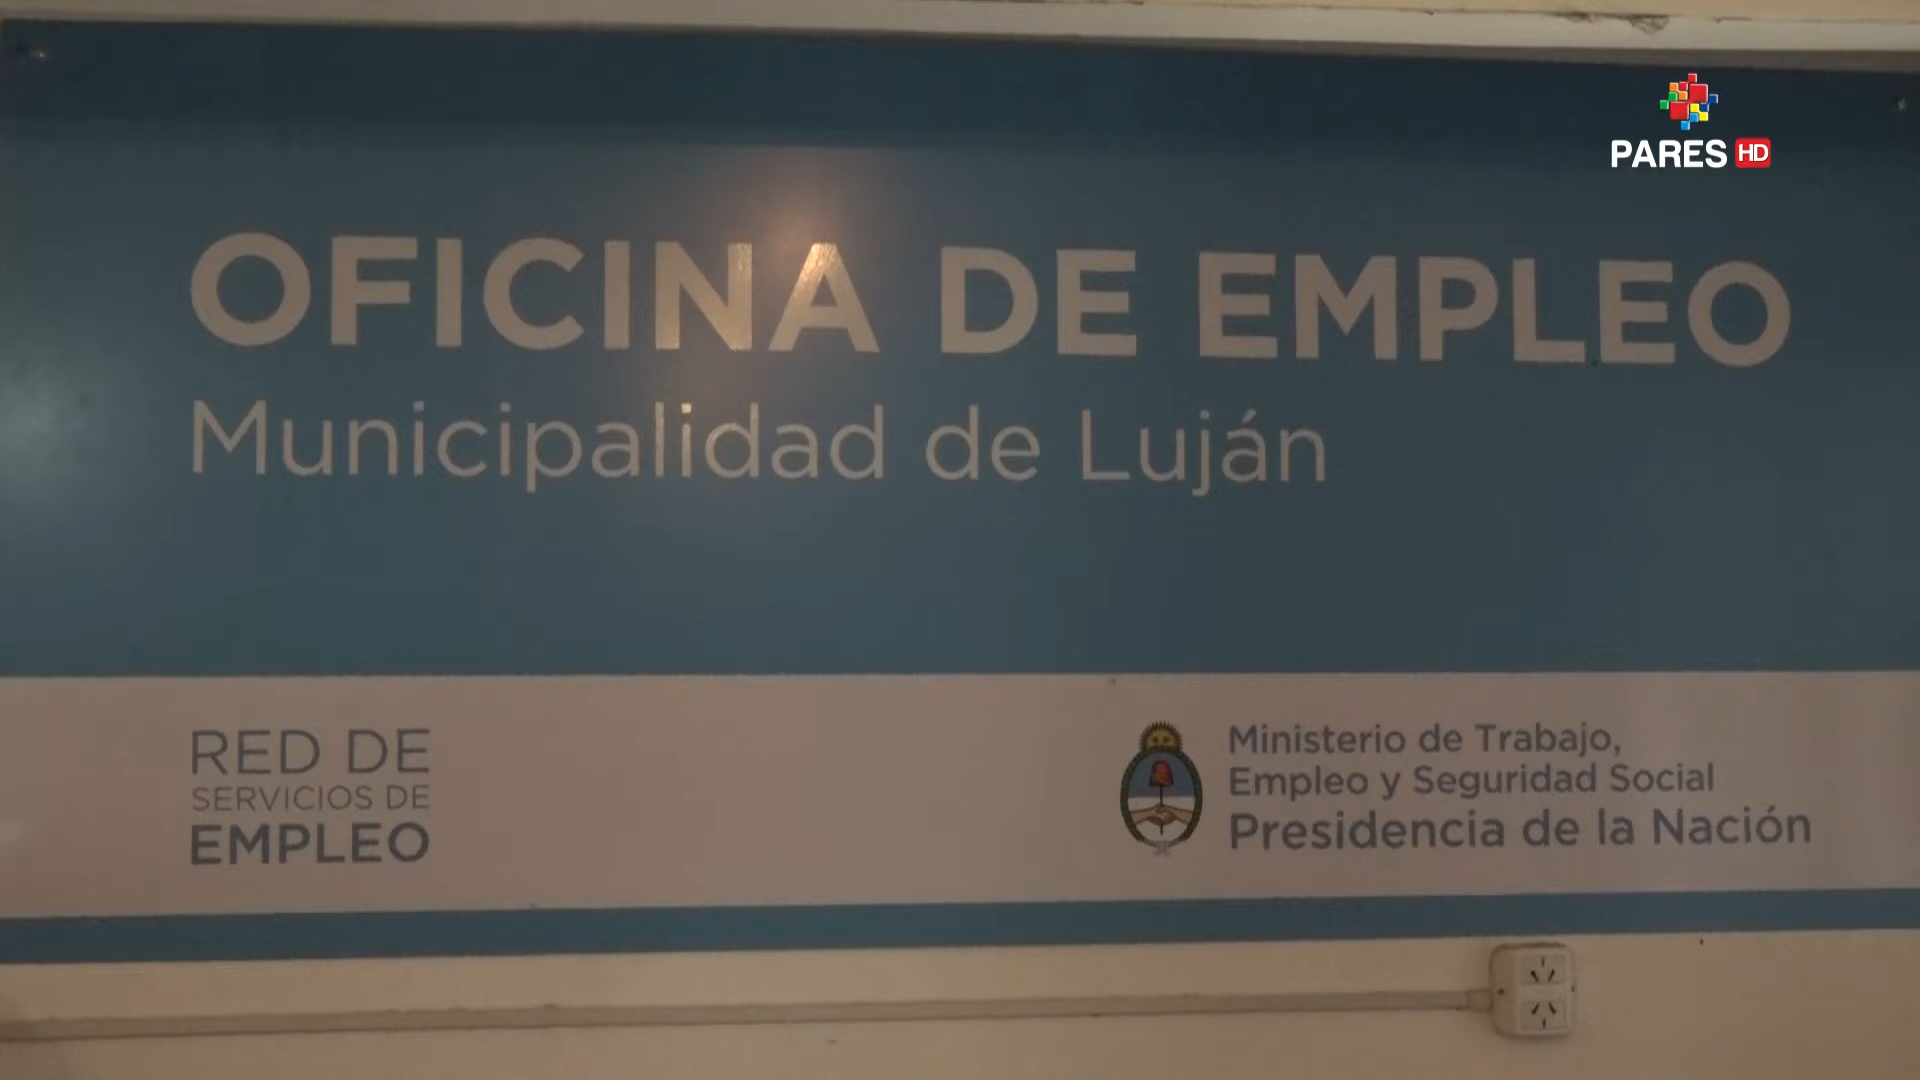 PARES HD
OFICINA DE EMPLEO
Municipalidad de Luján
RED DE
SERVICIOS DE
EMPLEO
Ministerio de Trabajo,
Empleo y Seguridad Social
Presidencia de la Nación